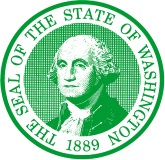 THE SEAL OF THE STATE OF WASHINGTON
1889